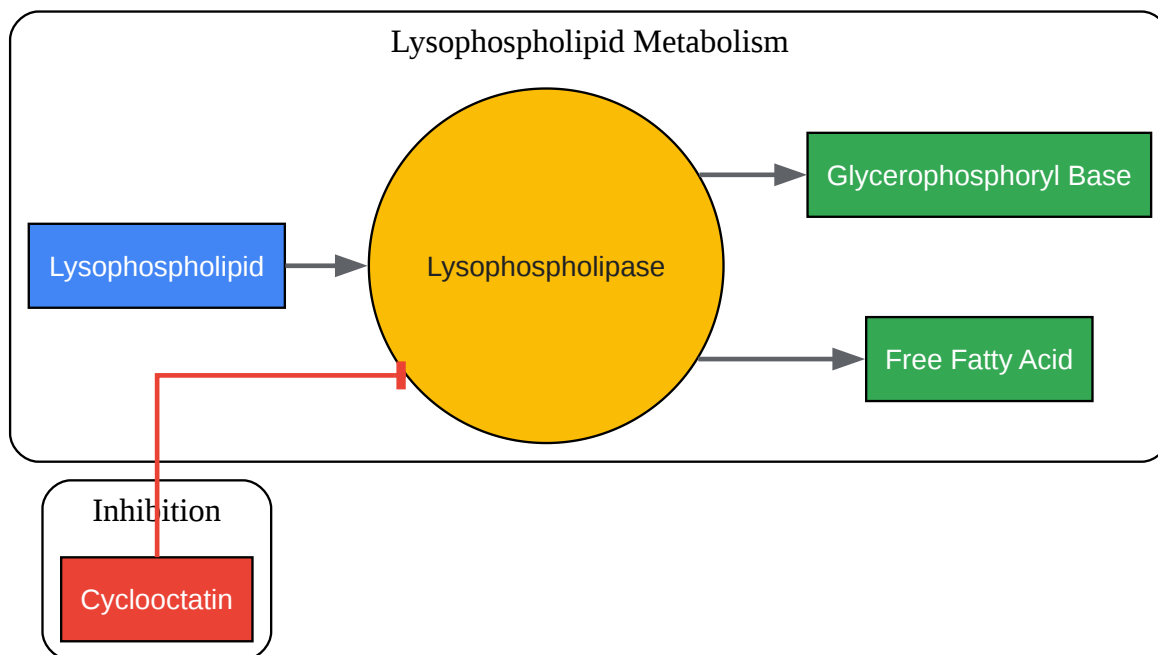 Lysophospholipid Metabolism
Glycerophosphoryl Base
Lysophospholipid
Lysophospholipase
Free Fatty Acid
Inhibition
Cyclooctatin